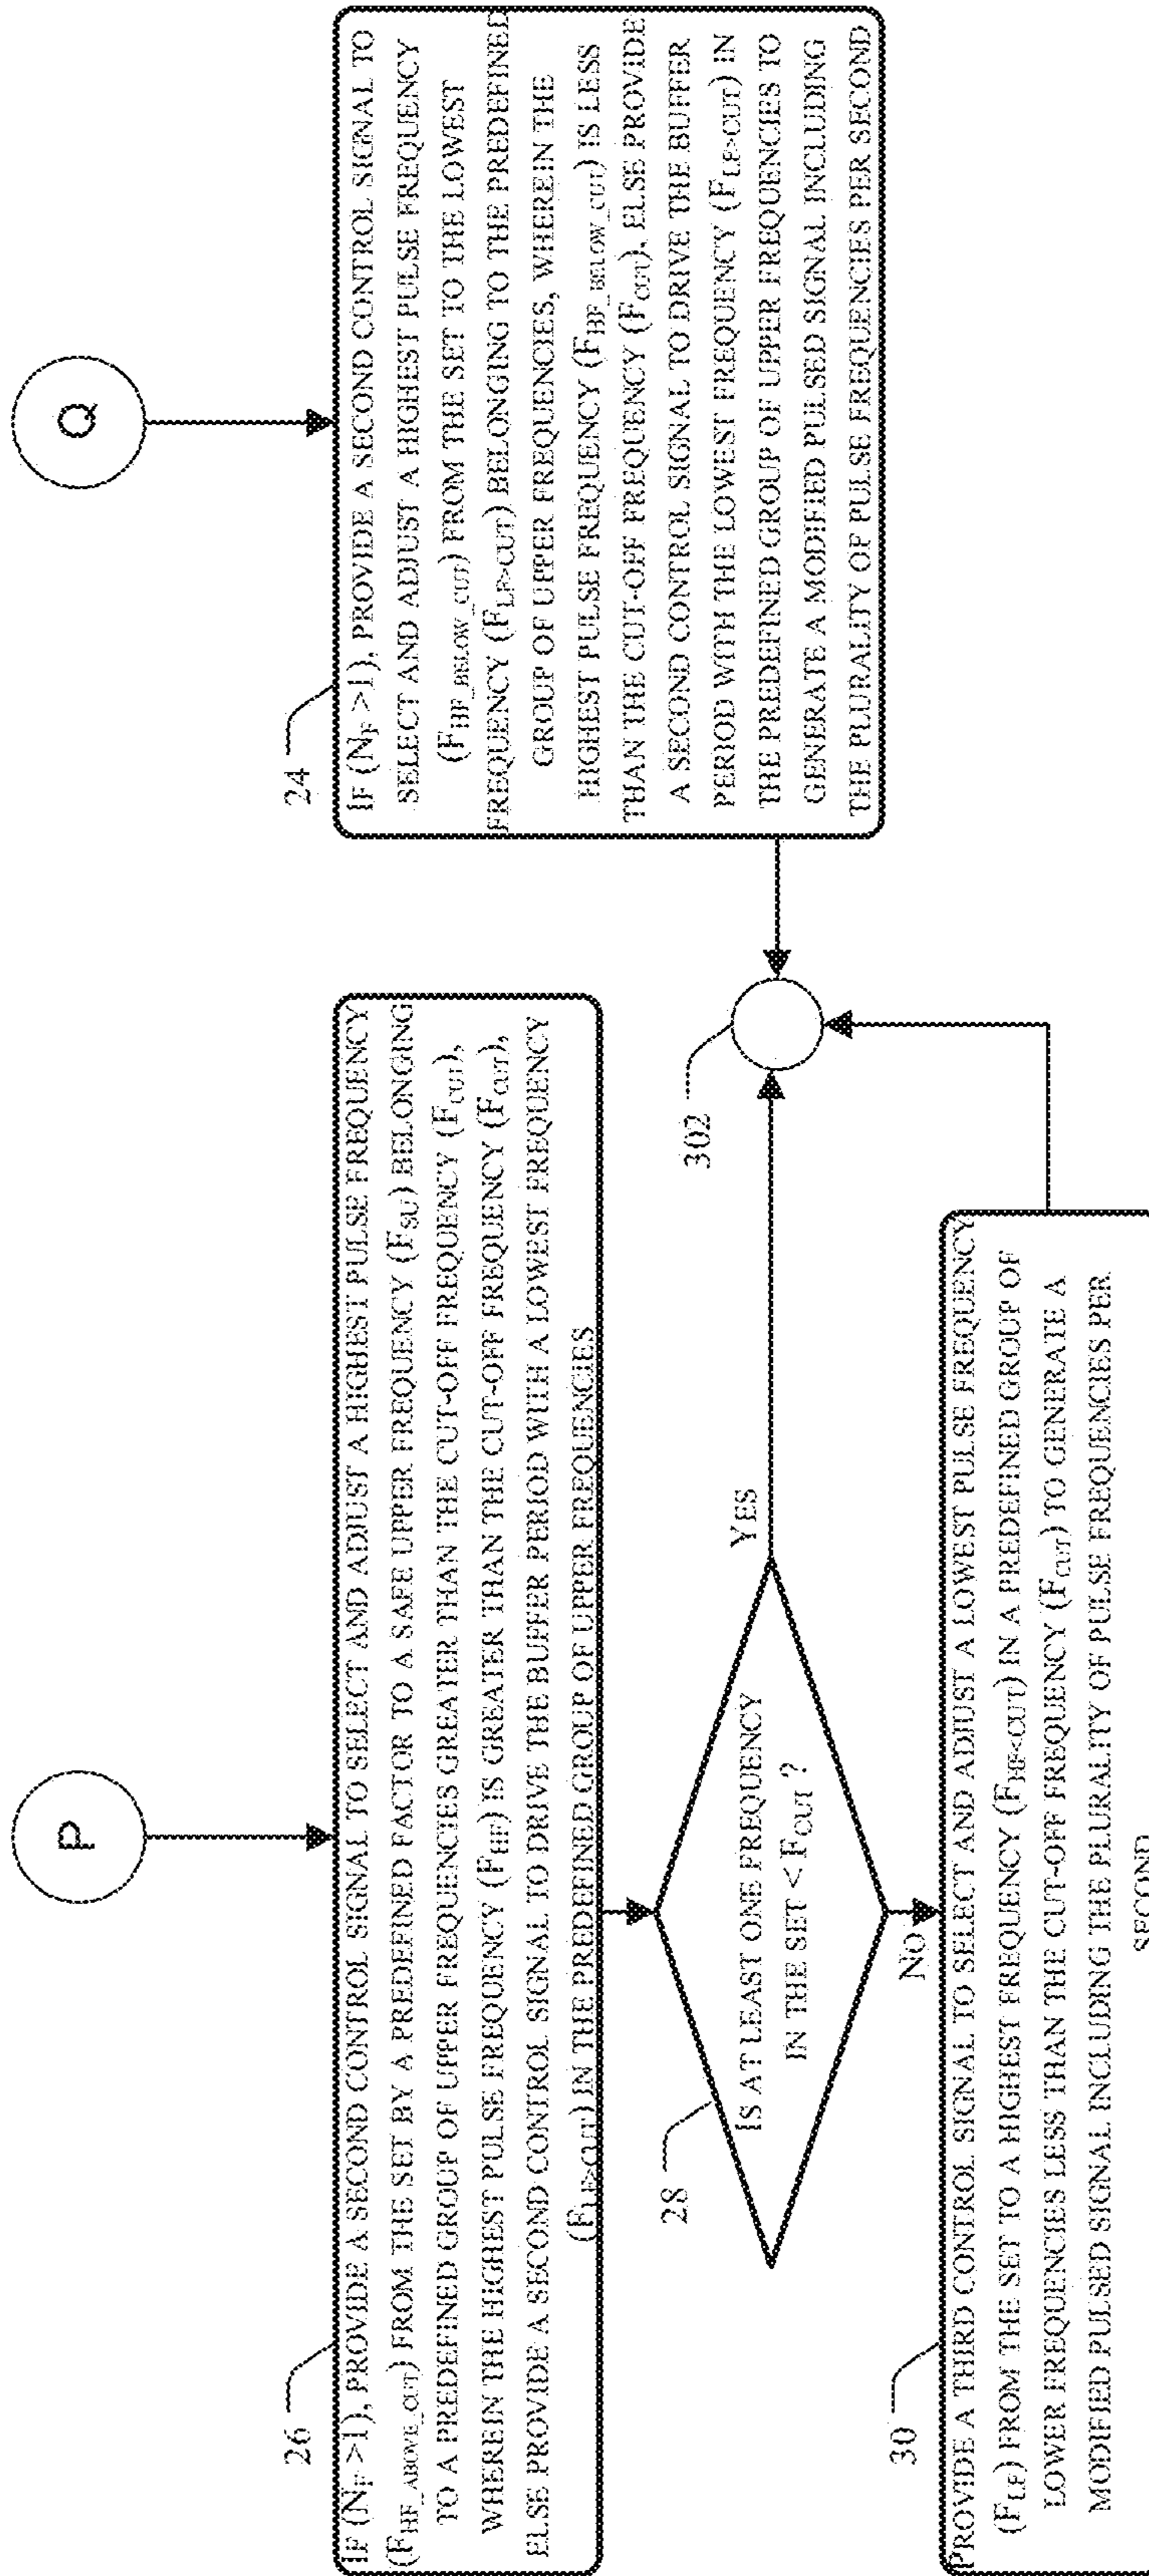 P
26
IF (NF >1), PROVIDE A SECOND CONTROL SIGNAL TO SELECT AND ADJUST A HIGHEST PULSE FREQUENCY
(FHF_ABOVE_CUT) FROM THE SET BY A PREDEFINED FACTOR TO A SAFE UPPER FREQUENCY (FSU) BELONGING
TO A PREDEFINED GROUP OF UPPER FREQUENCIES GREATER THAN THE CUT-OFF FREQUENCY (FCUT),
WHEREIN THE HIGHEST PULSE FREQUENCY (FHF) IS GREATER THAN THE CUT-OFF FREQUENCY (FCUT),
ELSE PROVIDE A SECOND CONTROL SIGNAL TO DRIVE THE BUFFER PERIOD WITH A LOWEST FREQUENCY
(FLF>CUT) IN THE PREDEFINED GROUP OF UPPER FREQUENCIES
28
IS AT LEAST ONE FREQUENCY
IN THE SET < FCUT ?
YES
NO
30
PROVIDE A THIRD CONTROL SIGNAL TO SELECT AND ADJUST A LOWEST PULSE FREQUENCY
(FLF) FROM THE SET TO A HIGHEST FREQUENCY (FHF<CUT) IN A PREDEFINED GROUP OF
LOWER FREQUENCIES LESS THAN THE CUT-OFF FREQUENCY (FCUT) TO GENERATE A
MODIFIED PULSED SIGNAL INCLUDING THE PLURALITY OF PULSE FREQUENCIES PER
SECOND
302
Q
24
IF (NF >1), PROVIDE A SECOND CONTROL SIGNAL TO
SELECT AND ADJUST A HIGHEST PULSE FREQUENCY
(FHF_BELOW_CUT) FROM THE SET TO THE LOWEST
FREQUENCY (FLF>CUT) BELONGING TO THE PREDEFINED
GROUP OF UPPER FREQUENCIES, WHEREIN THE
HIGHEST PULSE FREQUENCY (FHF_BELOW_CUT) IS LESS
THAN THE CUT-OFF FREQUENCY (FCUT), ELSE PROVIDE
A SECOND CONTROL SIGNAL TO DRIVE THE BUFFER
PERIOD WITH THE LOWEST FREQUENCY (FLF>CUT) IN
THE PREDEFINED GROUP OF UPPER FREQUENCIES TO
GENERATE A MODIFIED PULSED SIGNAL INCLUDING
THE PLURALITY OF PULSE FREQUENCIES PER SECOND